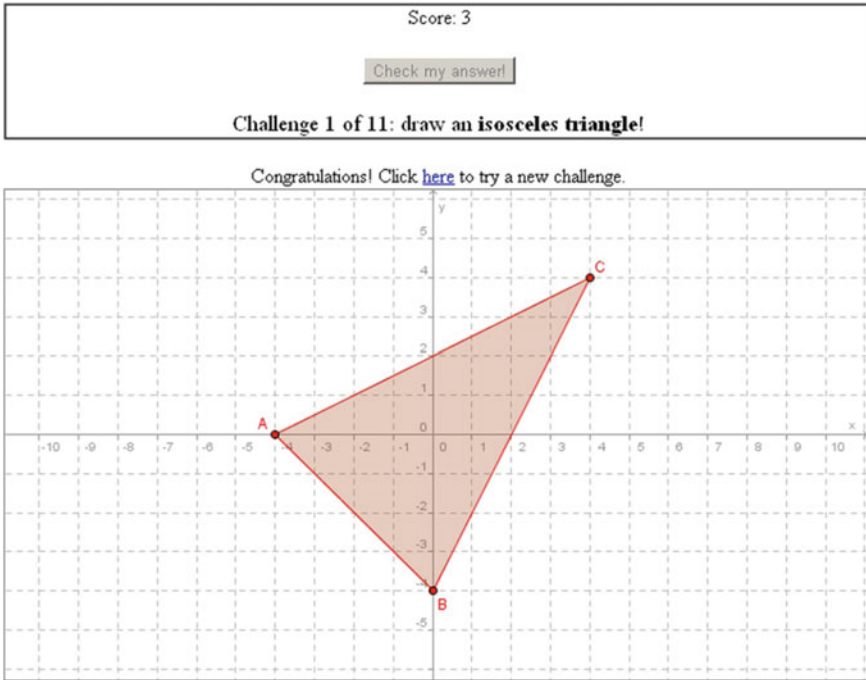 Score: 3
Check my answer!
Challenge 1 of 11: draw an isosceles triangle!
Congratulations! Click here to try a new challenge.
y
5
4
C
3
2
1
A
0
x
-10 -9 -8 -7 -6 -5 -4 -3 -2 -1 0 1 2 3 4 5 6 7 8 9 10
-1
-2
-3
-4
B
-5